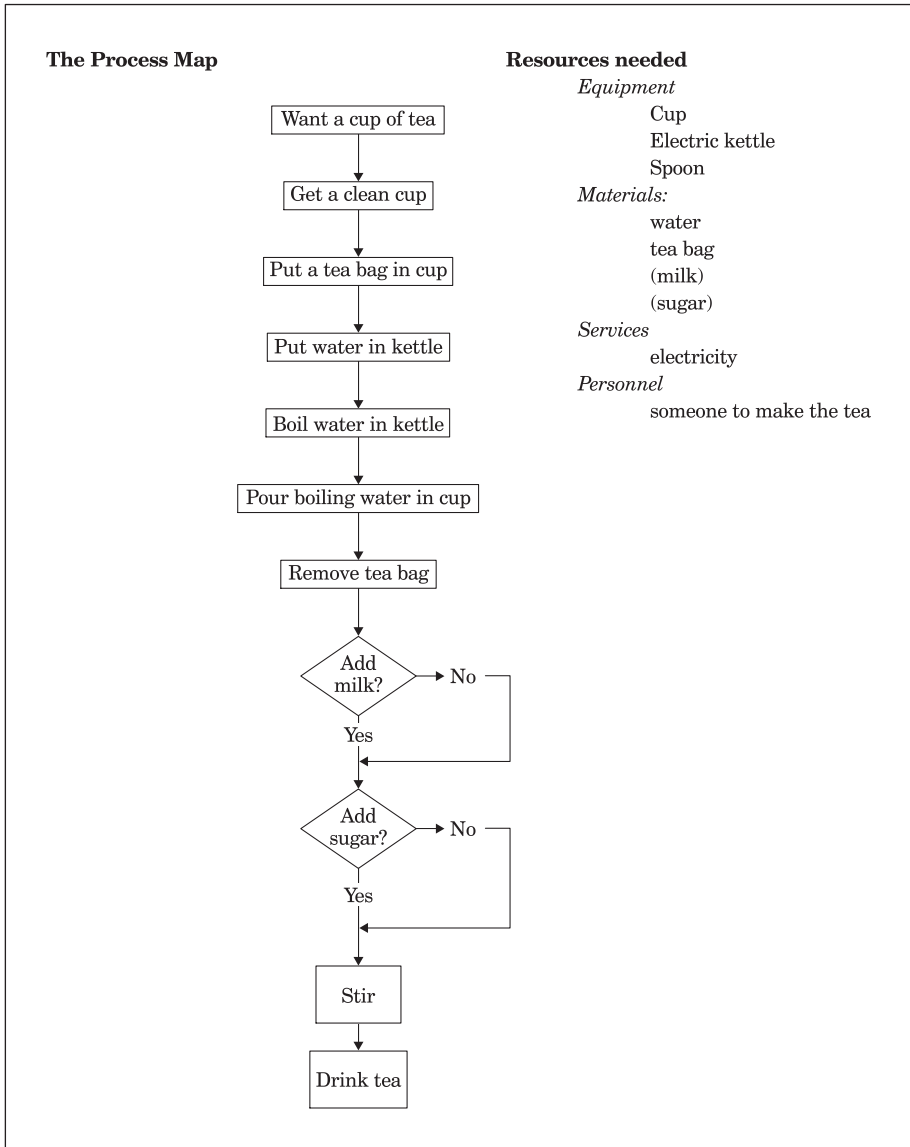 The Process Map
Want a cup of tea
Get a clean cup
Put a tea bag in cup
Put water in kettle
Boil water in kettle
Pour boiling water in cup
Remove tea bag
Add
milk?
No
Yes
Add
sugar?
No
Yes
Stir
Drink tea
Resources needed
Equipment
Cup
Electric kettle
Spoon
Materials:
water
tea bag
(milk)
(sugar)
Services
electricity
Personnel
someone to make the tea